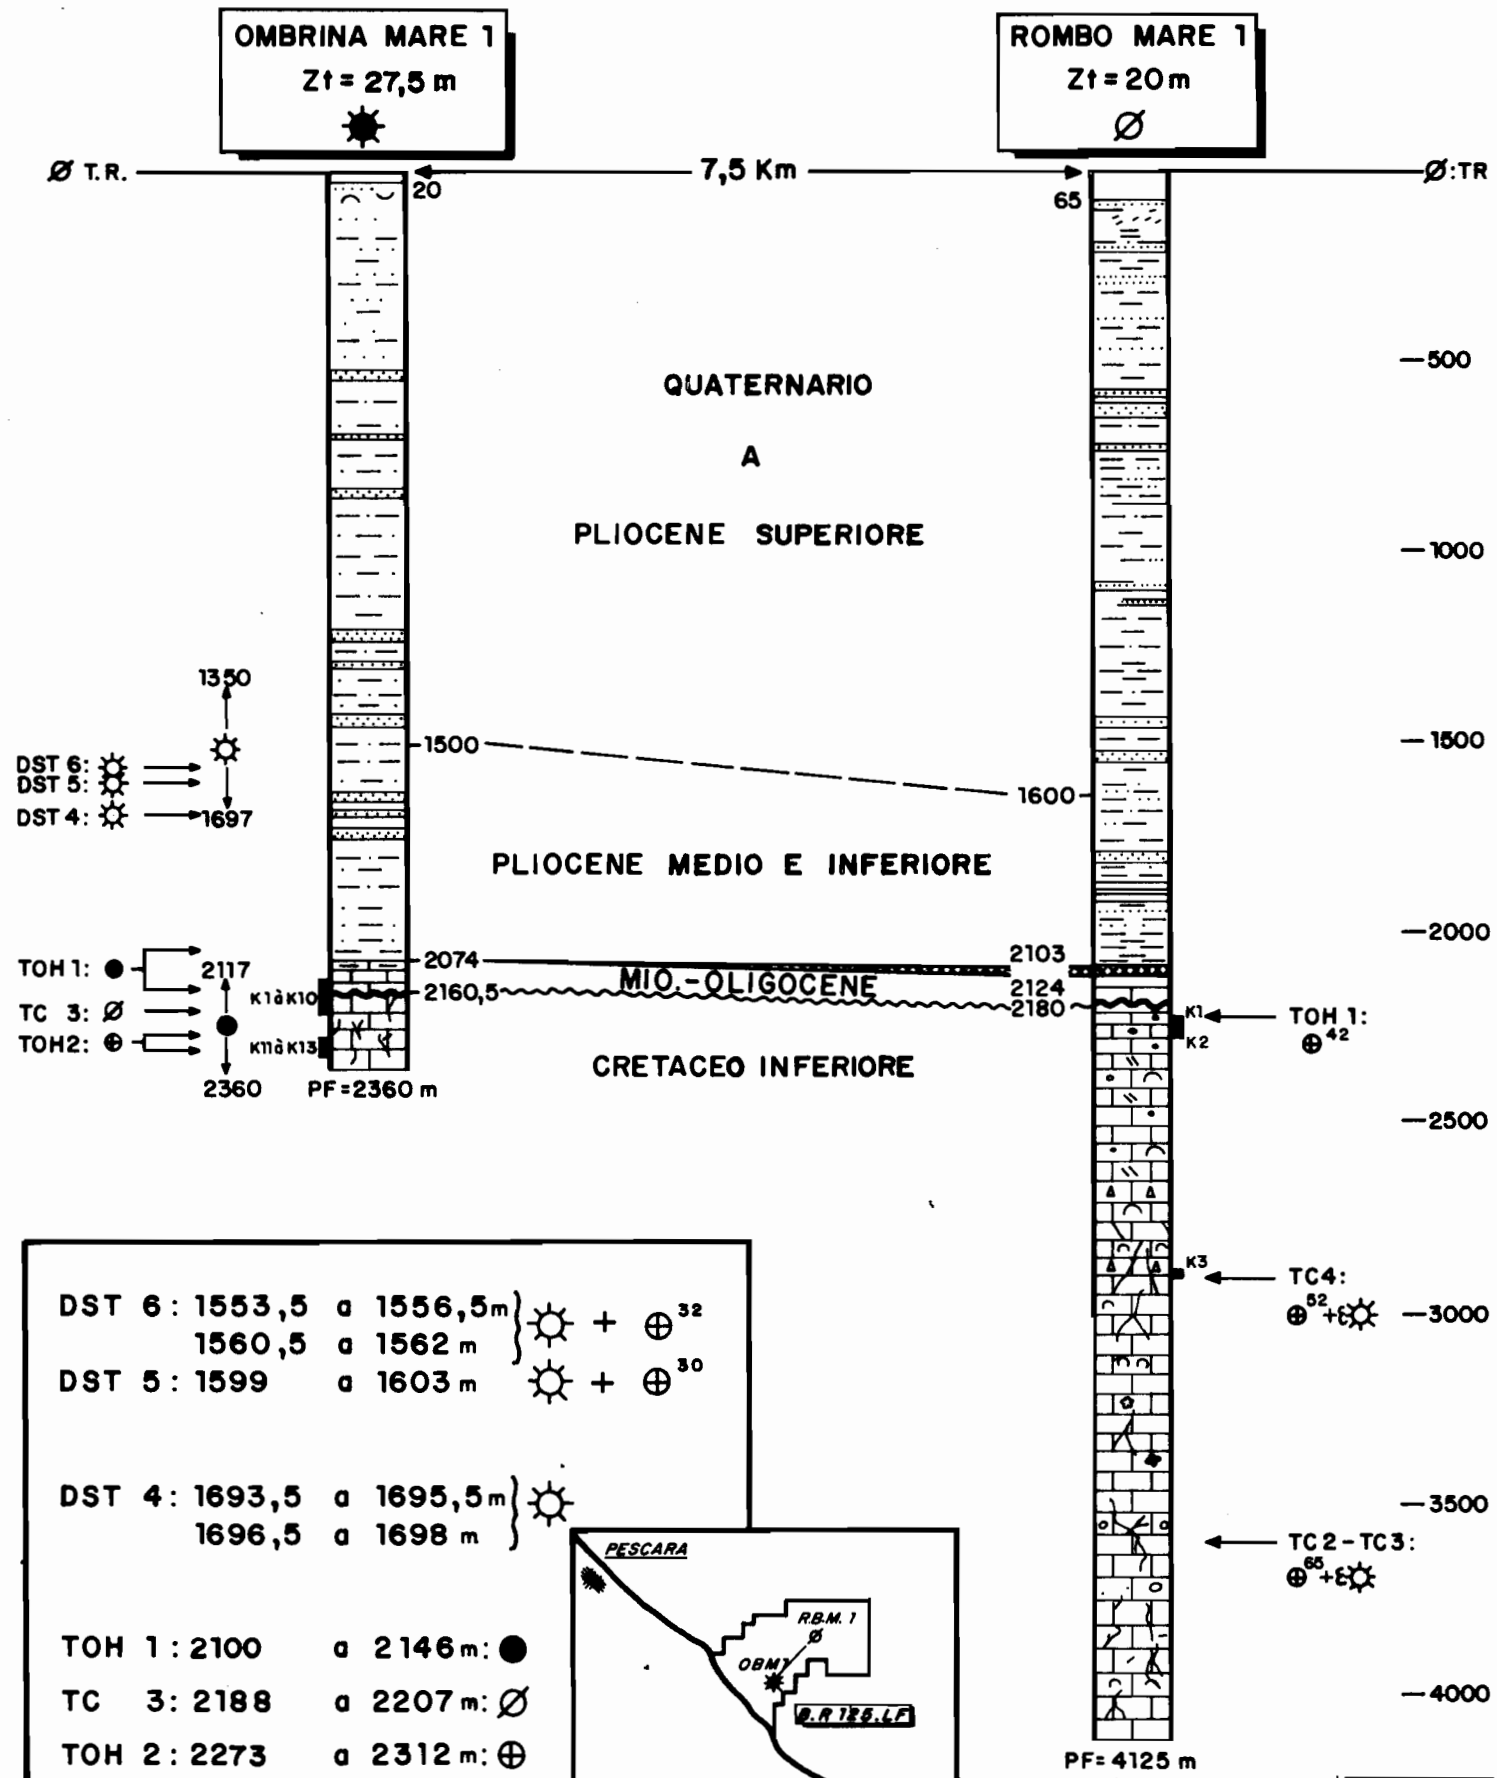 OMBRINA MARE 1
Zt = 27,5 m
ROMBO MARE 1
Zt = 20 m
Ø
Ø T.R.
7,5 Km
Ø:TR
20
65
500
QUATERNARIO
A
PLIOCENE SUPERIORE
1000
1350
1500
1500
DST 6:
DST 5:
DST 4:
1697
1600
PLIOCENE MEDIO E INFERIORE
2000
2074
2103
TOH 1:
2117
MIO.-OLIGOCENE
2124
K1àK10
2160,5
2180
TC 3: Ø
TOH2: ⊕
K11àK13
K1
K2
TOH 1:
⊕42
2360
PF=2360 m
CRETACEO INFERIORE
2500
K3
TC4:
⊕52+ε
3000
3500
TC2-TC3:
⊕65+ε
4000
PF=4125 m
DST 6: 1553,5 a 1556,5m + ⊕32
1560,5 a 1562 m
DST 5: 1599 a 1603 m + ⊕30
DST 4: 1693,5 a 1695,5m
1696,5 a 1698 m
TOH 1: 2100 a 2146 m: ●
TC 3: 2188 a 2207 m: Ø
TOH 2: 2273 a 2312 m: ⊕
PESCARA
R.B.M. 1
Ø
OBM1
B.R 125.LF